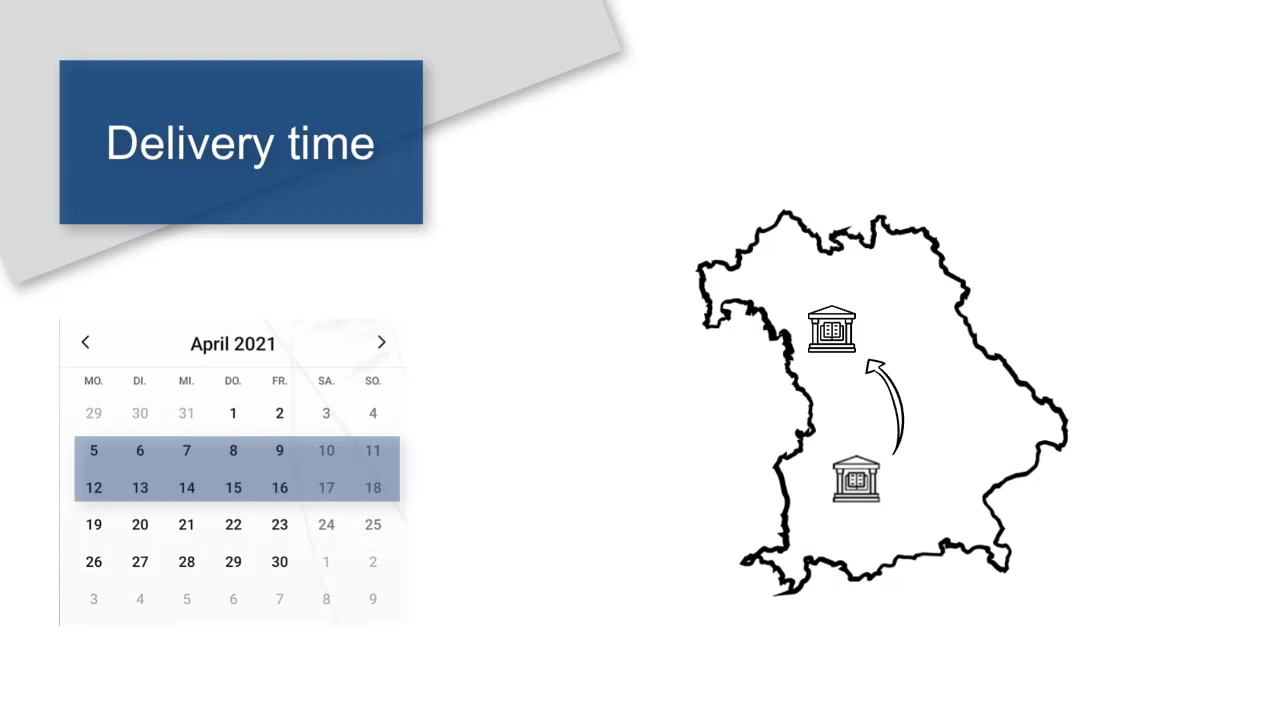 Delivery time
April 2021
MO. DI. MI. DO. FR. SA. SO.
29 30 31 1 2 3 4
5 6 7 8 9 10 11
12 13 14 15 16 17 18
19 20 21 22 23 24 25
26 27 28 29 30 1 2
3 4 5 6 7 8 9